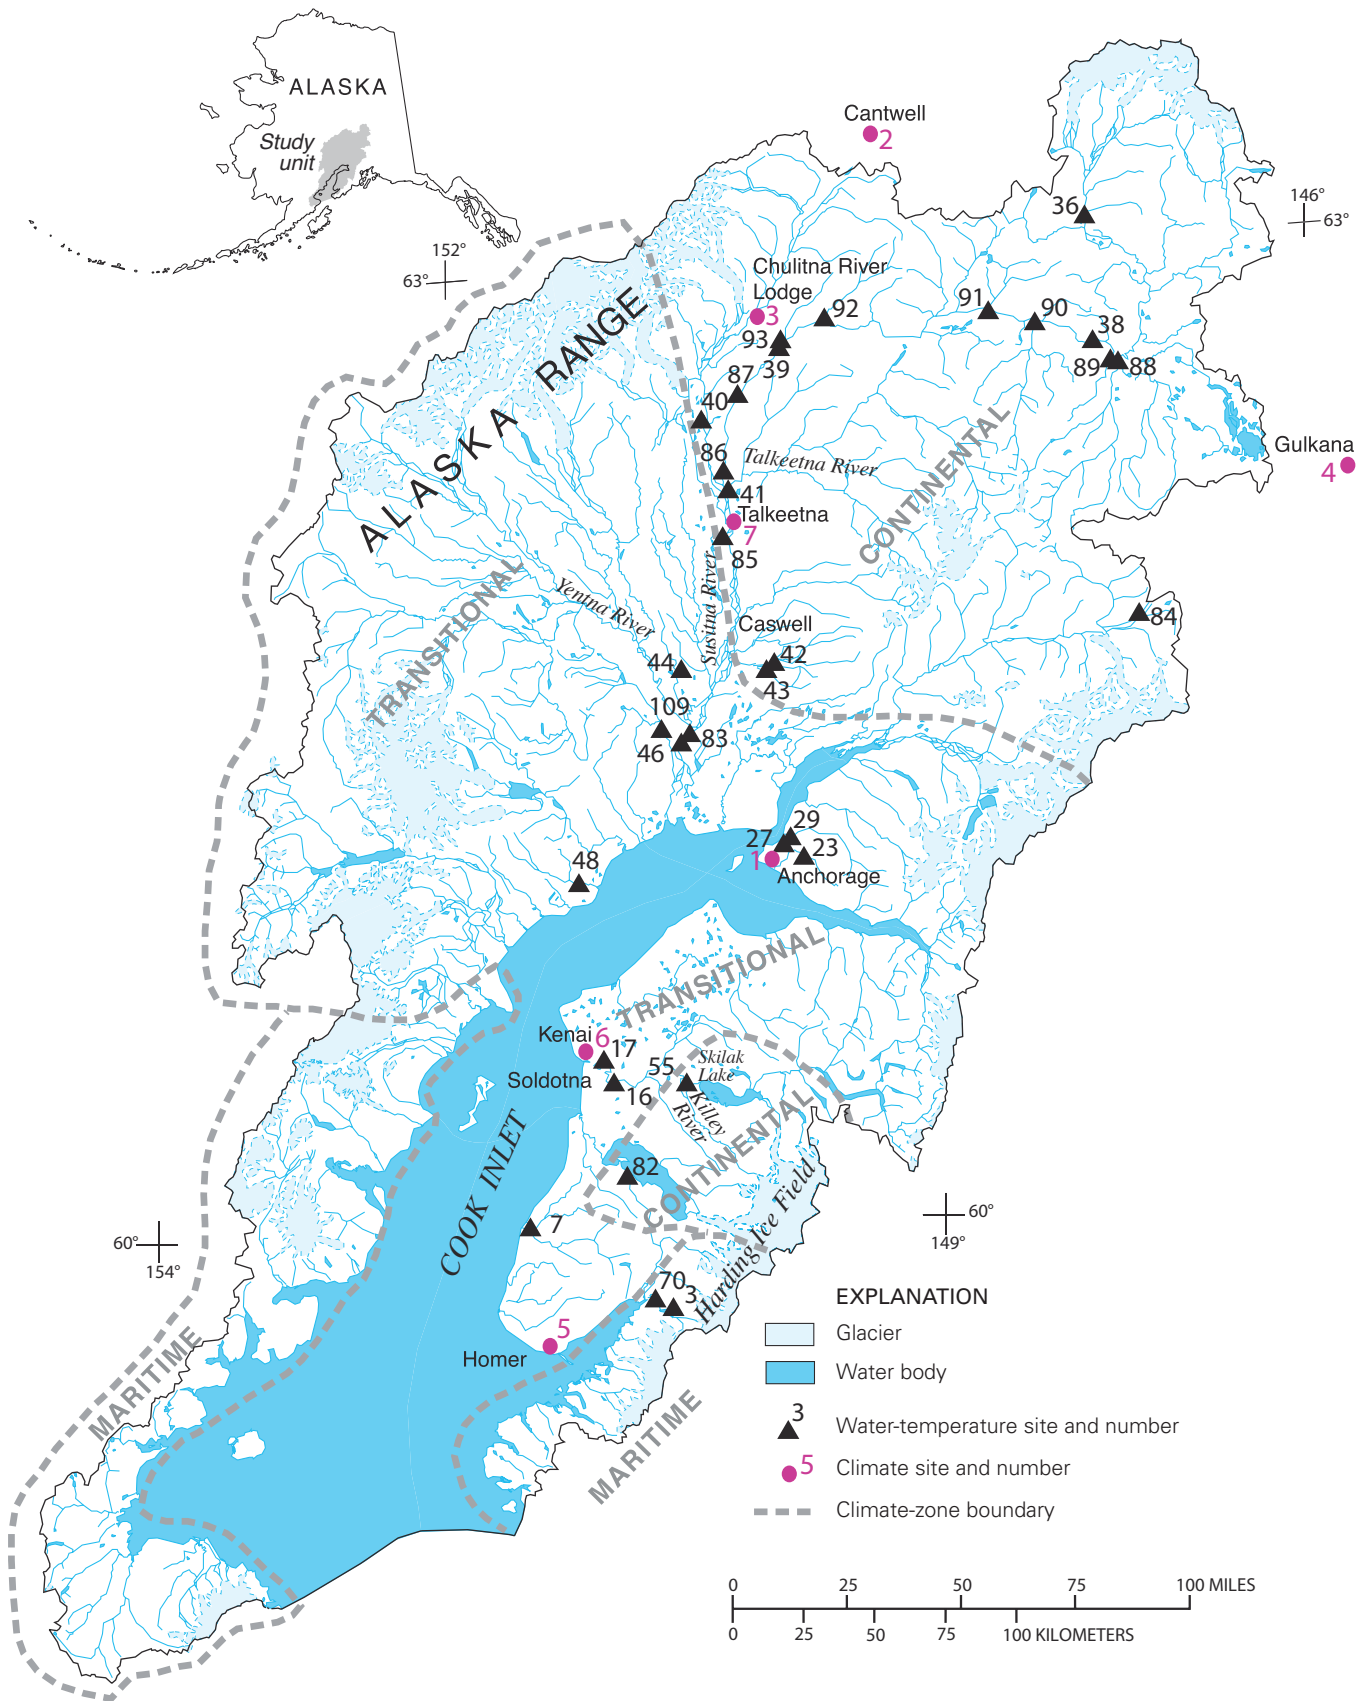 ALASKA
Study
unit
Cantwell
2
146°
63°
36
152°
63°
Chulitna River
Lodge
3
92
91
90
38
93
39
89
88
87
40
ALASKA RANGE
86
Talkeetna River
CONTINENTAL
Gulkana
4
41
Talkeetna
7
85
TRANSITIONAL
Yentna River
Susitna River
Caswell
84
42
44
43
109
83
46
29
27
23
1
Anchorage
48
TRANSITIONAL
Kenai
6
17
55
Skilak
Lake
Soldotna
16
Killey
River
CONTINENTAL
COOK INLET
82
Harding Ice Field
7
60°
154°
60°
149°
70
3
5
Homer
MARITIME
MARITIME
EXPLANATION
Glacier
Water body
3
Water-temperature site and number
5
Climate site and number
Climate-zone boundary
0 25 50 75 100 MILES
0 25 50 75 100 KILOMETERS